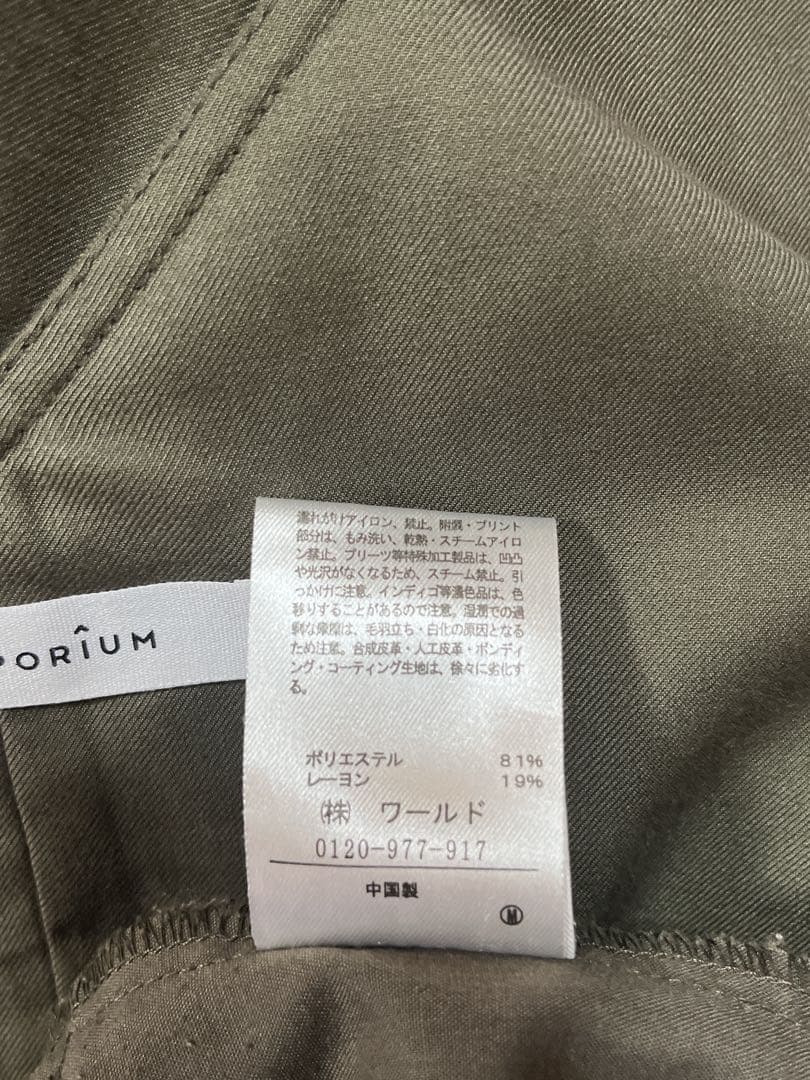 濡れがけアイロン、禁止。附属・プリント
部分は、もみ洗い、乾熱・スチームアイロ
ン禁止。プリーツ等特殊加工製品は、凹凸
や光沢がなくなるため、スチーム禁止。引
っかけに注意。インディゴ等濃色品は、色
移りすることがあるので注意。湿潤での過
剰な摩擦は、毛羽立ち・白化の原因となる
ため注意。合成皮革・人工皮革・ボンディ
ング・コーティング生地は、徐々に劣化す
る。
PORIUM
ポリエステル 81%
レーヨン 19%
㈱ ワールド
0120-977-917
中国製
Ⓜ